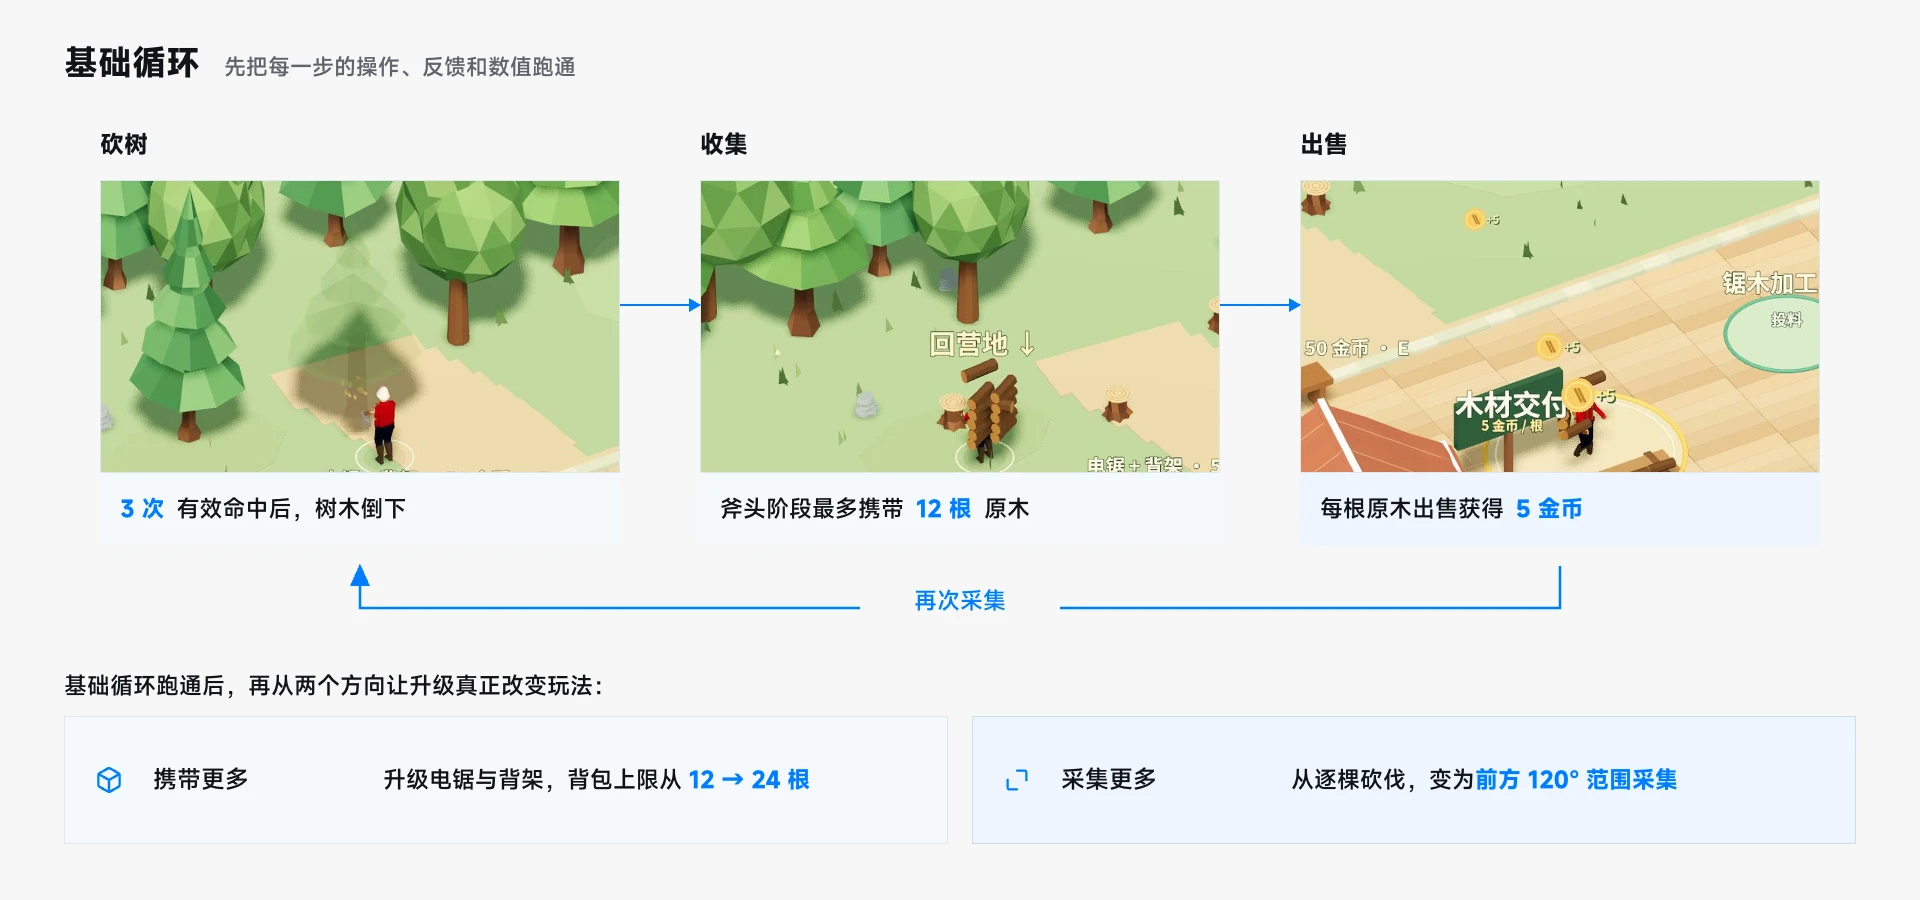 基础循环 先把每一步的操作、反馈和数值跑通
砍树
收集
出售
回营地 ↓
电锯+背架 · 5
+5
锯木加工
投料
50 金币 · E
+5
木材交付
+5
5 金币 / 根
3 次 有效命中后，树木倒下
斧头阶段最多携带 12 根 原木
每根原木出售获得 5 金币
再次采集
基础循环跑通后，再从两个方向让升级真正改变玩法：
携带更多 升级电锯与背架，背包上限从 12 → 24 根
采集更多 从逐棵砍伐，变为前方 120° 范围采集